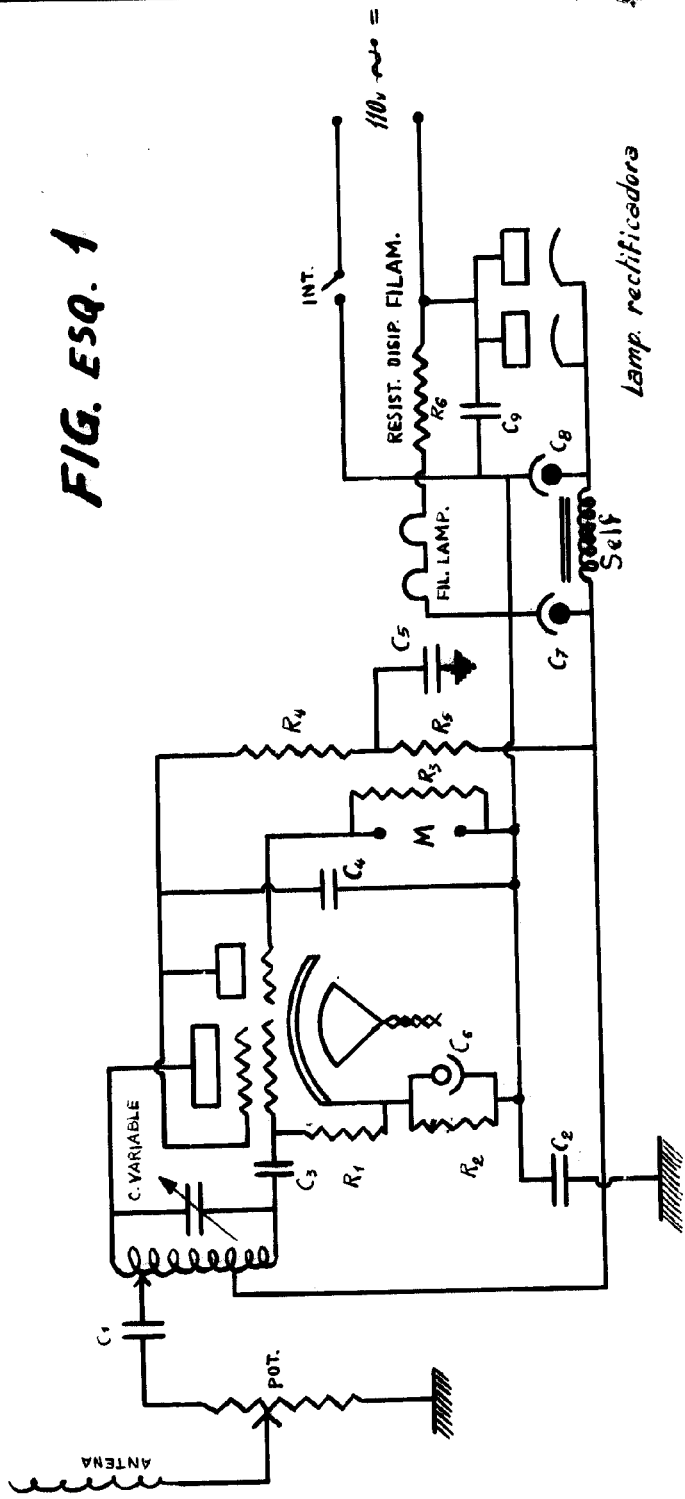 FIG. ESQ. 1
ANTENA
POT.
C1
C. VARIABLE
C3
R1
R2
C6
C2
C4
M
R3
R4
R5
C5
C7
Self
C8
FIL. LAMP.
RESIST. DISIP. FILAM.
R6
C9
INT.
110v =
Lamp. rectificadora